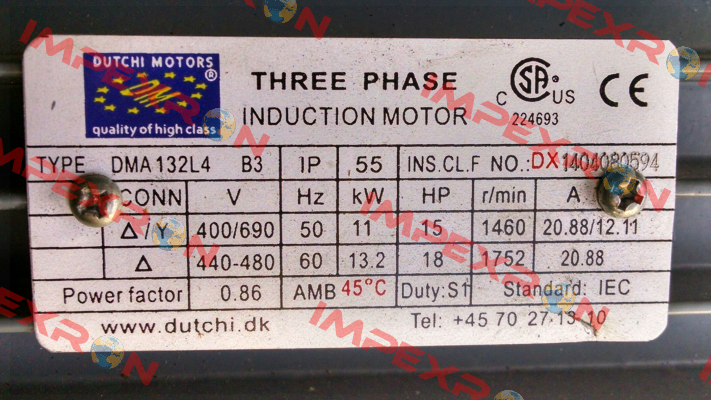 DUTCHI MOTORS
®
DMA
quality of high class
THREE PHASE
INDUCTION MOTOR
CSA
®
C US
224693
CE
TYPE DMA132L4 B3 IP 55 INS.CL.F NO.: DX1404080594
CONN V Hz kW HP r/min A
Δ/Y 400/690 50 11 15 1460 20.88/12.11
Δ 440-480 60 13.2 18 1752 20.88
Power factor 0.86 AMB 45°C Duty:S1 Standard: IEC
www.dutchi.dk Tel: +45 70 27 13 10
IMPEXRON